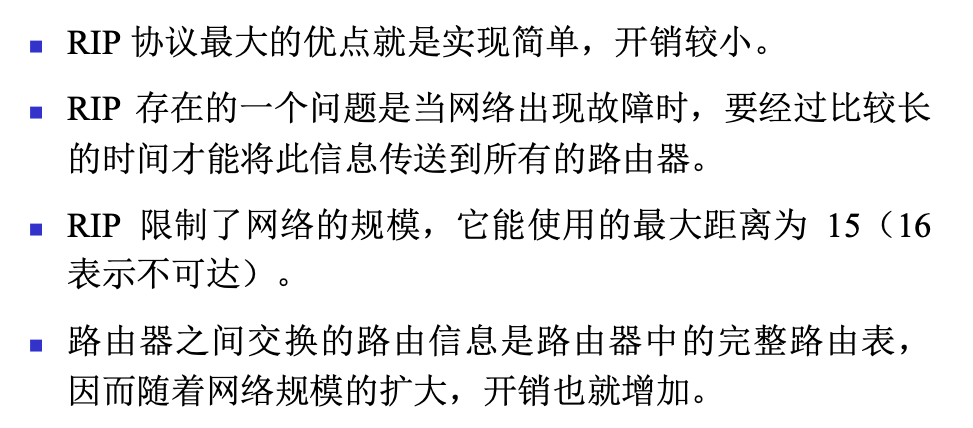 RIP 协议最大的优点就是实现简单，开销较小。
RIP 存在的一个问题是当网络出现故障时，要经过比较长
的时间才能将此信息传送到所有的路由器。
RIP 限制了网络的规模，它能使用的最大距离为 15（16
表示不可达）。
路由器之间交换的路由信息是路由器中的完整路由表，
因而随着网络规模的扩大，开销也就增加。